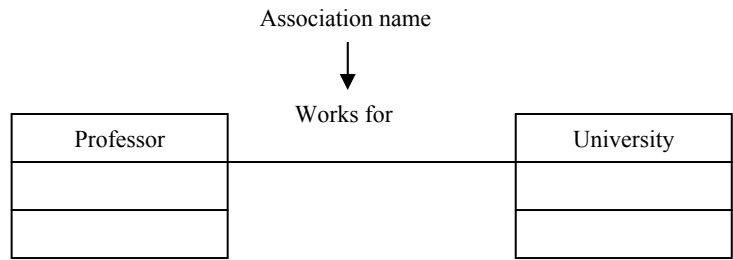 Association name
Works for
Professor
University